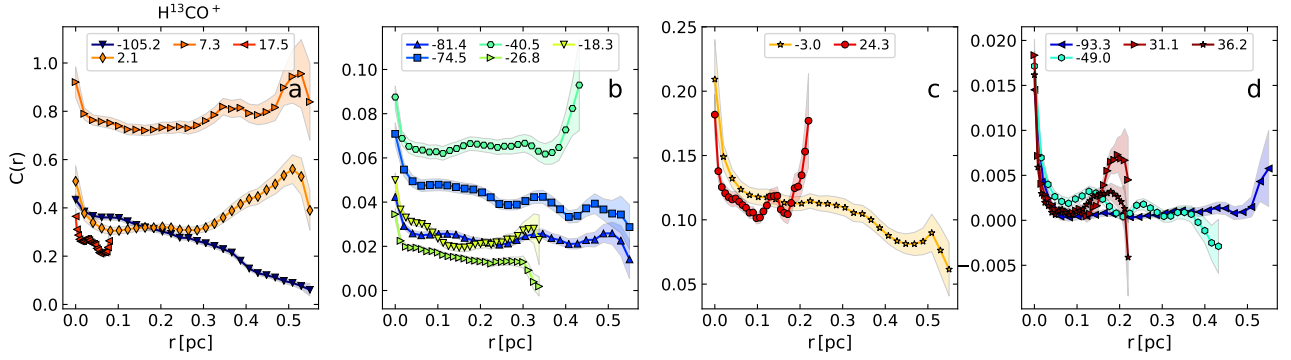 H¹³CO⁺
C(r)
-105.2 7.3 17.5
2.1
a
1.0
0.8
0.6
0.4
0.2
0.0
0.0 0.1 0.2 0.3 0.4 0.5
r [pc]
-81.4 -40.5 -18.3
-74.5 -26.8
b
0.10
0.08
0.06
0.04
0.02
0.00
0.0 0.1 0.2 0.3 0.4 0.5
r [pc]
-3.0 24.3
c
0.25
0.20
0.15
0.10
0.05
0.0 0.1 0.2 0.3 0.4 0.5
r [pc]
-93.3 31.1 36.2
-49.0
d
0.020
0.015
0.010
0.005
0.000
−0.005
0.0 0.1 0.2 0.3 0.4 0.5
r [pc]